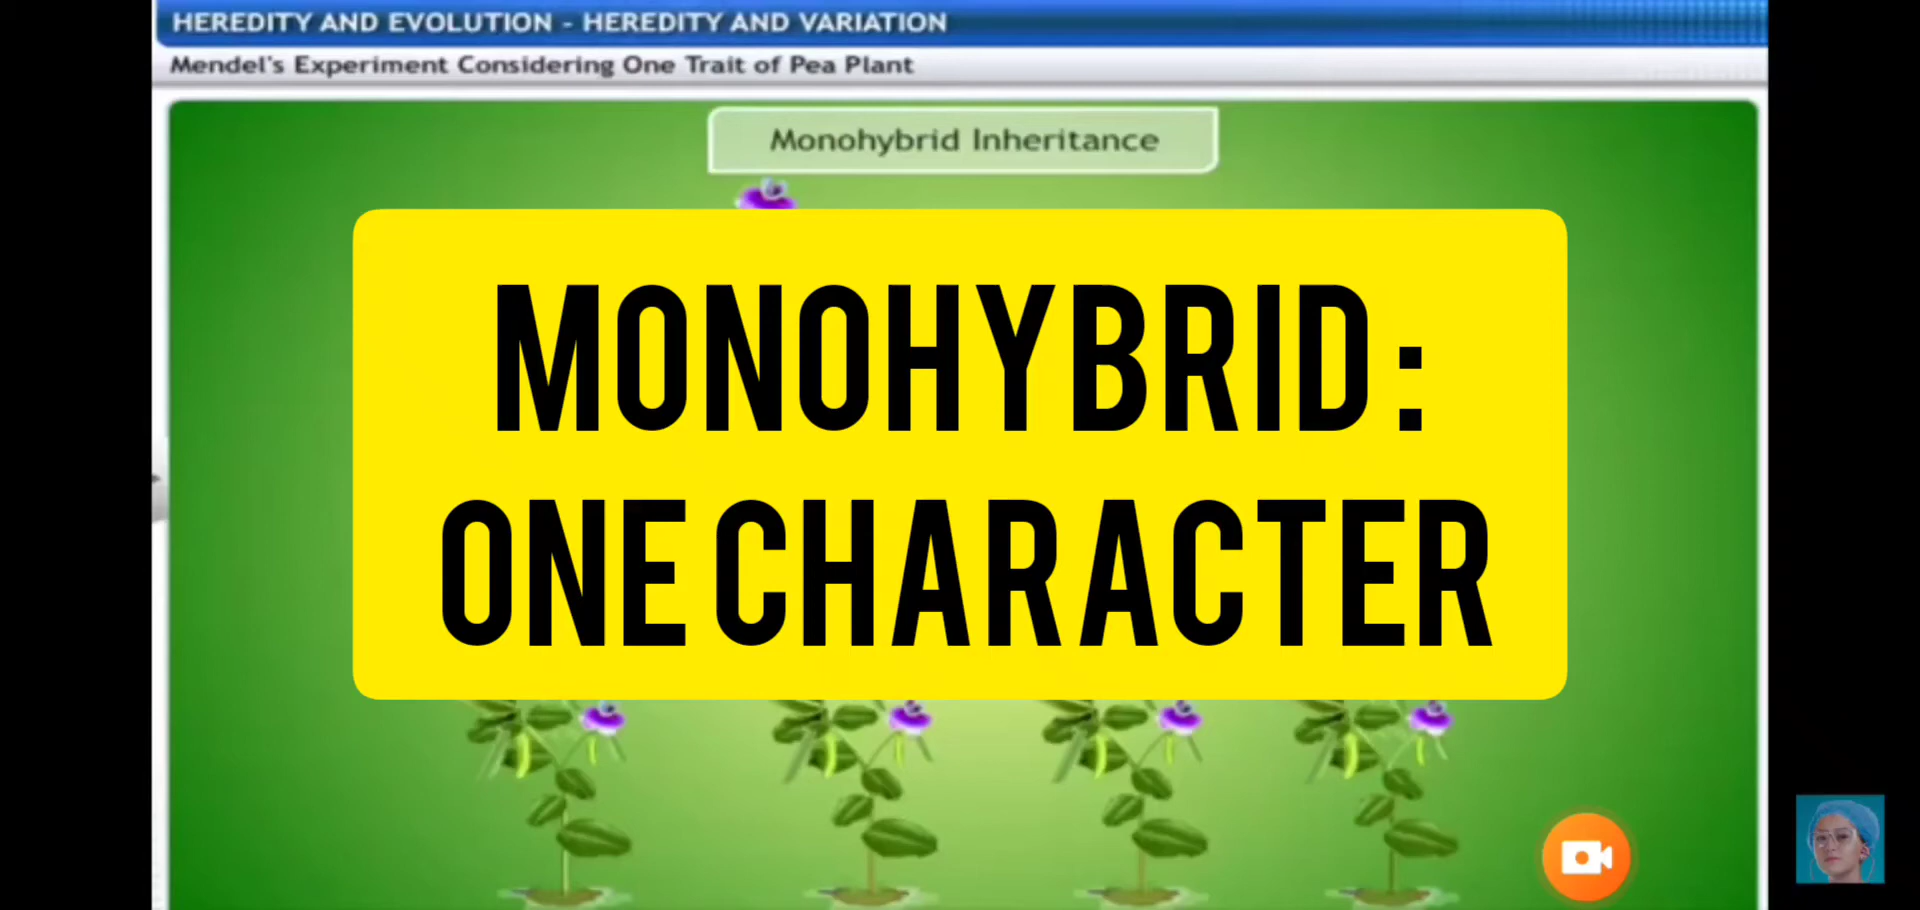 HEREDITY AND EVOLUTION - HEREDITY AND VARIATION
Mendel's Experiment Considering One Trait of Pea Plant
Monohybrid Inheritance
MONOHYBRID :
ONE CHARACTER